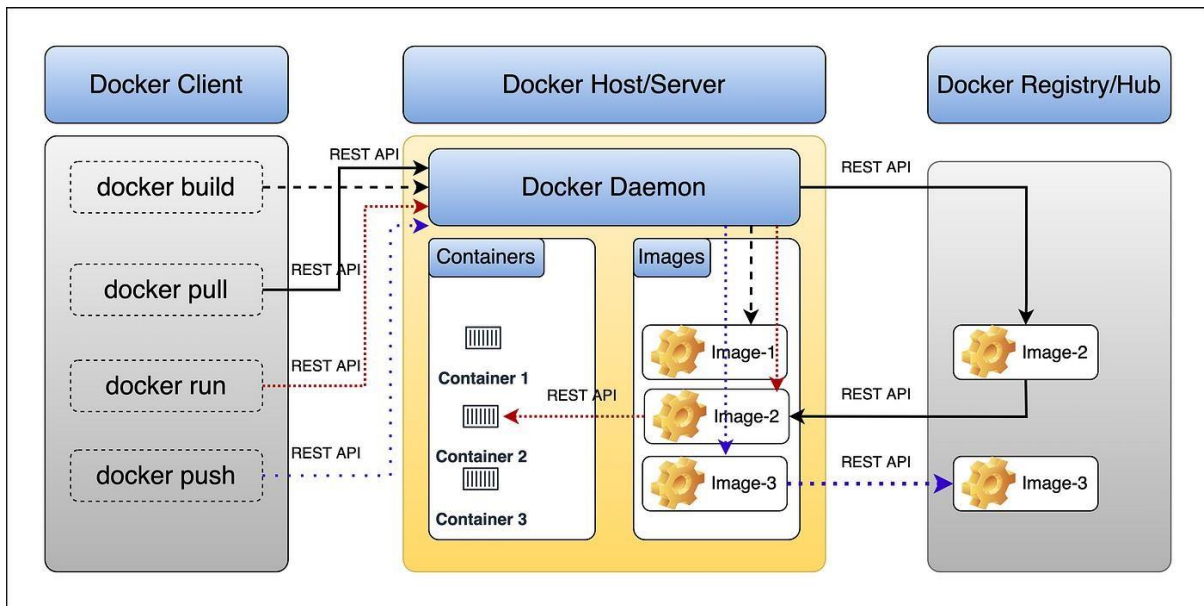 Docker Client
Docker Host/Server
Docker Registry/Hub
REST API
REST API
docker build
Docker Daemon
Containers
Images
REST API
docker pull
Image-1
Image-2
Container 1
REST API
docker run
REST API
REST API
Image-2
Container 2
REST API
docker push
REST API
Image-3
Image-3
Container 3